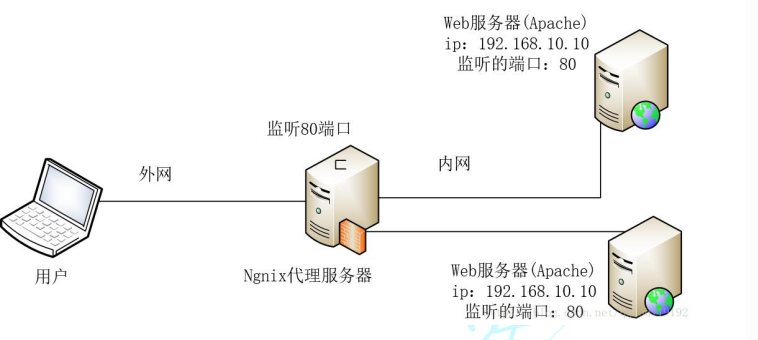 Web服务器(Apache)
ip: 192.168.10.10
监听的端口: 80
监听80端口
外网
内网
用户
Ngnix代理服务器
Web服务器(Apache)
ip: 192.168.10.10
监听的端口: 80